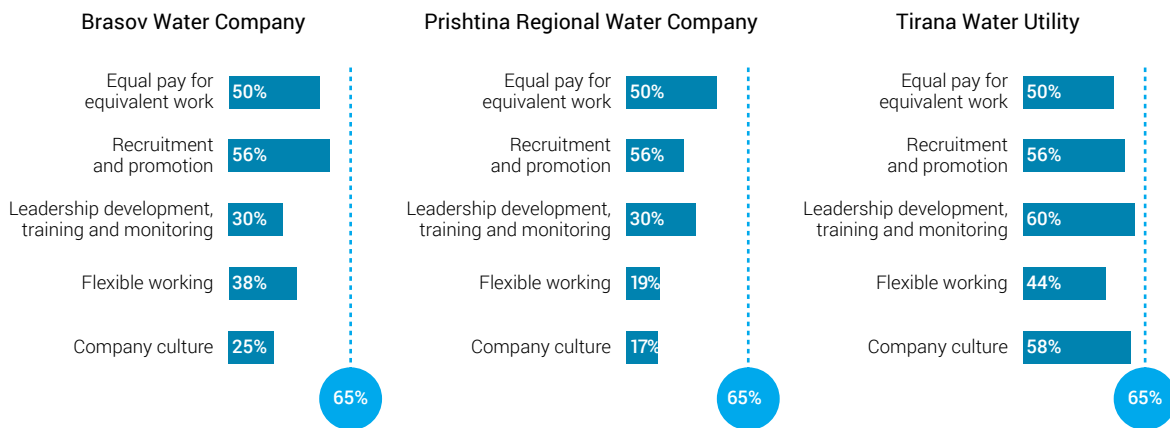 Brasov Water Company
Equal pay for
equivalent work
50%
Recruitment
and promotion
56%
Leadership development,
training and monitoring
30%
Flexible working
38%
Company culture
25%
65%
Prishtina Regional Water Company
Equal pay for
equivalent work
50%
Recruitment
and promotion
56%
Leadership development,
training and monitoring
30%
Flexible working
19%
Company culture
17%
65%
Tirana Water Utility
Equal pay for
equivalent work
50%
Recruitment
and promotion
56%
Leadership development,
training and monitoring
60%
Flexible working
44%
Company culture
58%
65%